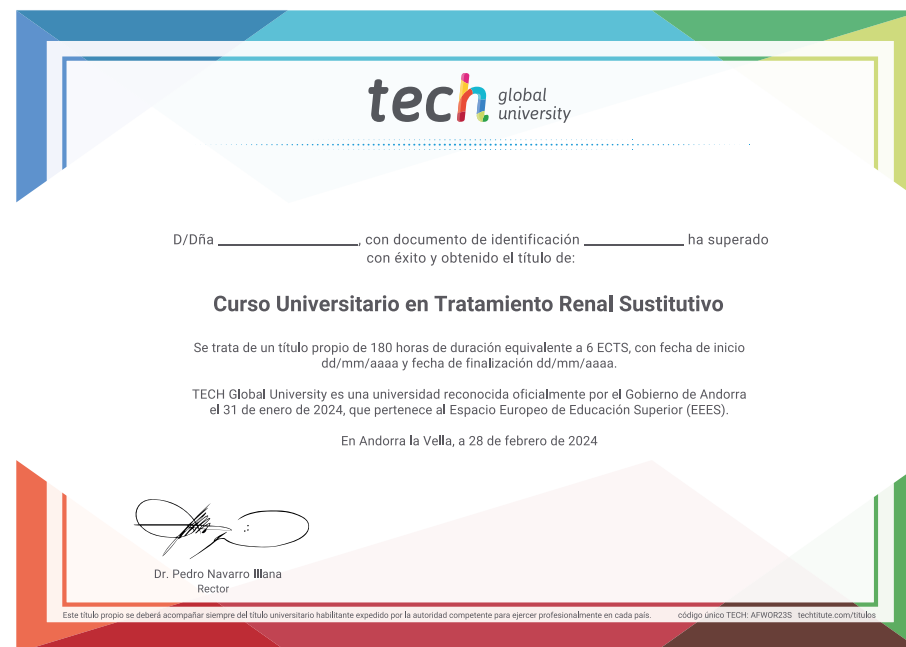 tech global university
D/Dña ____________________, con documento de identificación ______________ ha superado
con éxito y obtenido el título de:
Curso Universitario en Tratamiento Renal Sustitutivo
Se trata de un título propio de 180 horas de duración equivalente a 6 ECTS, con fecha de inicio
dd/mm/aaaa y fecha de finalización dd/mm/aaaa.
TECH Global University es una universidad reconocida oficialmente por el Gobierno de Andorra
el 31 de enero de 2024, que pertenece al Espacio Europeo de Educación Superior (EEES).
En Andorra la Vella, a 28 de febrero de 2024
Dr. Pedro Navarro Illana
Rector
Este título propio se deberá acompañar siempre del título universitario habilitante expedido por la autoridad competente para ejercer profesionalmente en cada país. código único TECH: AFWOR23S techtitute.com/titulos